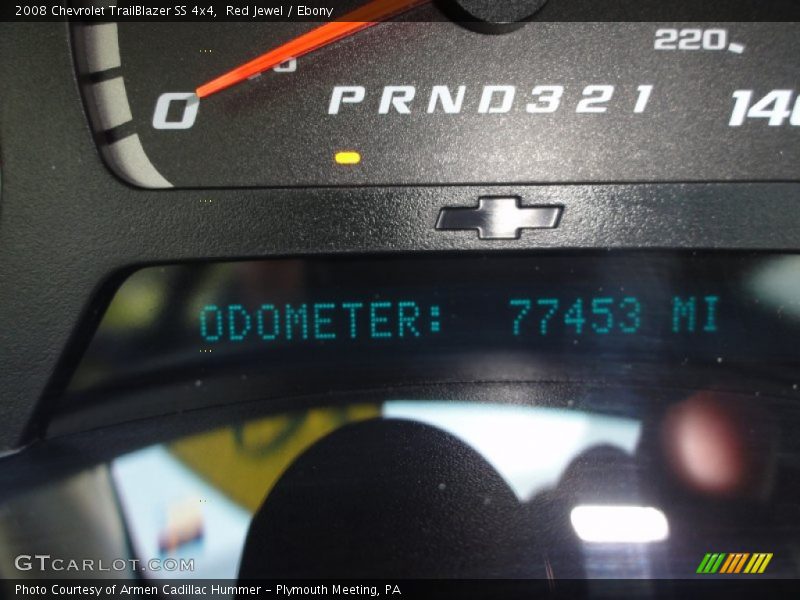 2008 Chevrolet TrailBlazer SS 4x4, Red Jewel / Ebony
220
0
PRND321
ODOMETER: 77453 MI
GTCARLOT.COM
Photo Courtesy of Armen Cadillac Hummer - Plymouth Meeting, PA